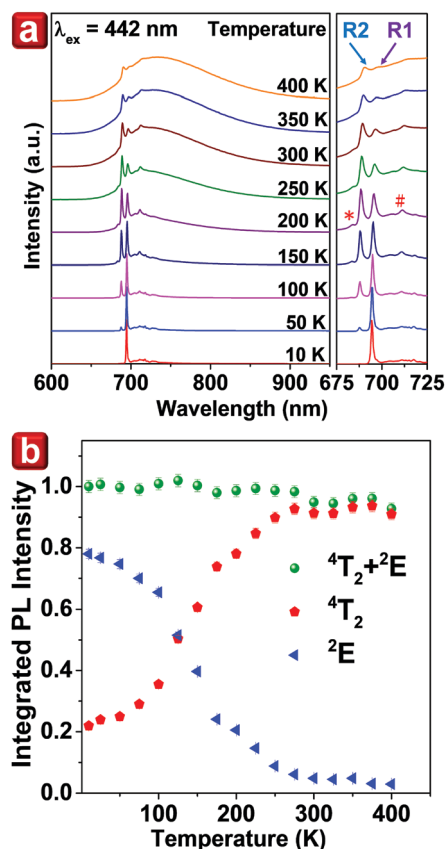 a
λex = 442 nm
Temperature
R2
R1
400 K
350 K
300 K
250 K
200 K
*
#
150 K
100 K
50 K
10 K
Intensity (a.u.)
600
700
800
900
675
700
725
Wavelength (nm)
b
1.0
0.8
0.6
0.4
0.2
0.0
⁴T₂+²E
⁴T₂
²E
Integrated PL Intensity
100
200
300
400
Temperature (K)